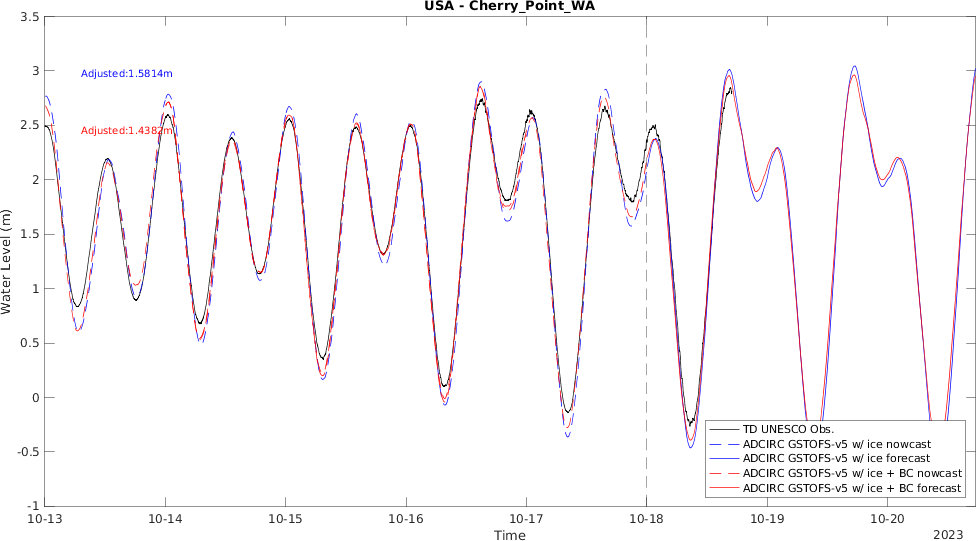 USA - Cherry_Point_WA
3.5
3
2.5
2
1.5
1
0.5
0
-0.5
-1
Water Level (m)
Adjusted:1.5814m
Adjusted:1.4382m
TD UNESCO Obs.
ADCIRC GSTOFS-v5 w/ ice nowcast
ADCIRC GSTOFS-v5 w/ ice forecast
ADCIRC GSTOFS-v5 w/ ice + BC nowcast
ADCIRC GSTOFS-v5 w/ ice + BC forecast
10-13 10-14 10-15 10-16 10-17 10-18 10-19 10-20
Time
2023